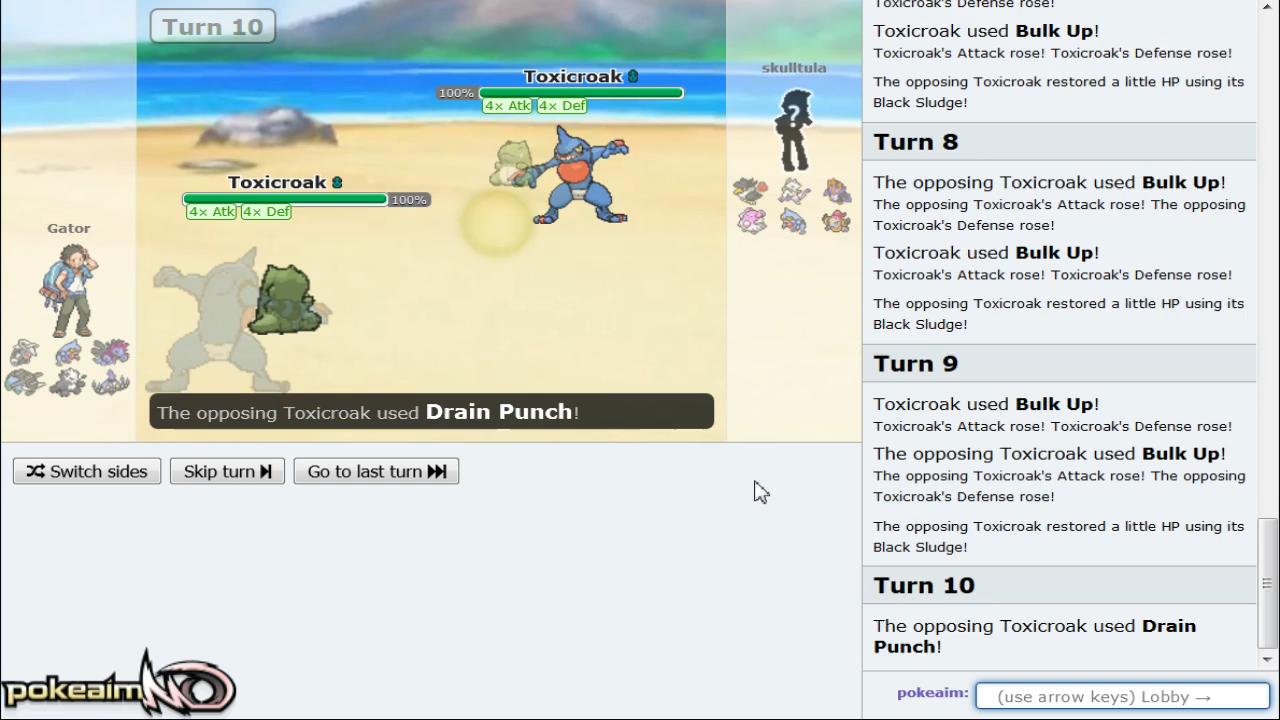 Turn 10
Toxicroak
100%
4× Atk 4× Def
Toxicroak
100%
4× Atk 4× Def
Gator
skulltula
?
The opposing Toxicroak used Drain Punch!
Switch sides
Skip turn
Go to last turn
pokeaimMD
Toxicroak's Defense rose!
Toxicroak used Bulk Up!
Toxicroak's Attack rose! Toxicroak's Defense rose!
The opposing Toxicroak restored a little HP using its
Black Sludge!
Turn 8
The opposing Toxicroak used Bulk Up!
The opposing Toxicroak's Attack rose! The opposing
Toxicroak's Defense rose!
Toxicroak used Bulk Up!
Toxicroak's Attack rose! Toxicroak's Defense rose!
The opposing Toxicroak restored a little HP using its
Black Sludge!
Turn 9
Toxicroak used Bulk Up!
Toxicroak's Attack rose! Toxicroak's Defense rose!
The opposing Toxicroak used Bulk Up!
The opposing Toxicroak's Attack rose! The opposing
Toxicroak's Defense rose!
The opposing Toxicroak restored a little HP using its
Black Sludge!
Turn 10
The opposing Toxicroak used Drain
Punch!
pokeaim: (use arrow keys) Lobby →